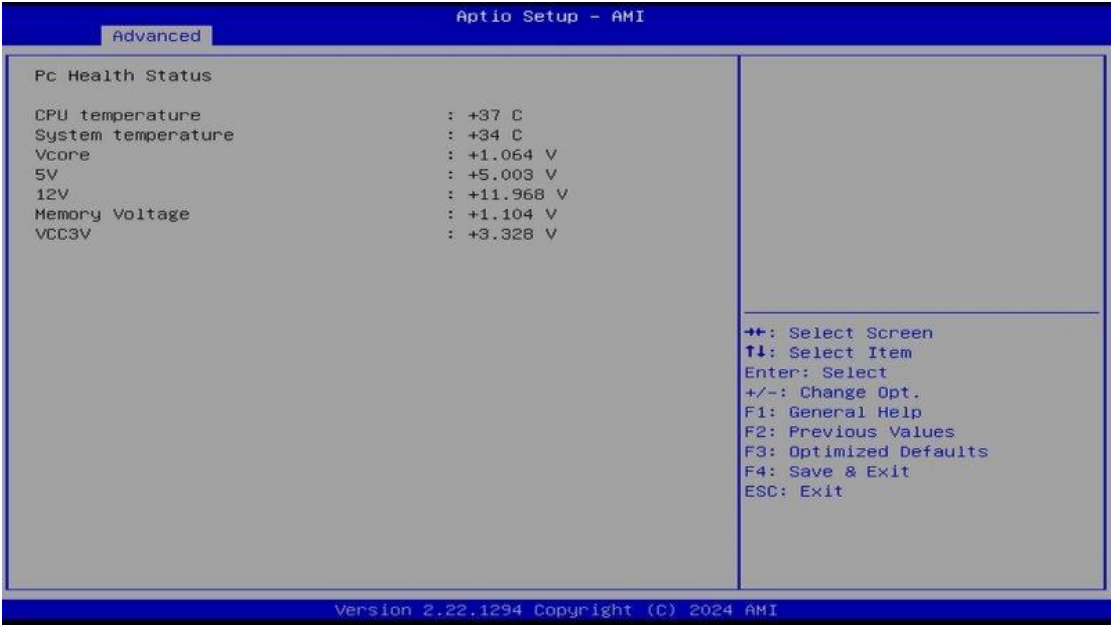 Aptio Setup - AMI
Advanced
Pc Health Status
CPU temperature : +37 C
System temperature : +34 C
Vcore : +1.064 V
5V : +5.003 V
12V : +11.968 V
Memory Voltage : +1.104 V
VCC3V : +3.328 V
→←: Select Screen
↑↓: Select Item
Enter: Select
+/-: Change Opt.
F1: General Help
F2: Previous Values
F3: Optimized Defaults
F4: Save & Exit
ESC: Exit
Version 2.22.1294 Copyright (C) 2024 AMI